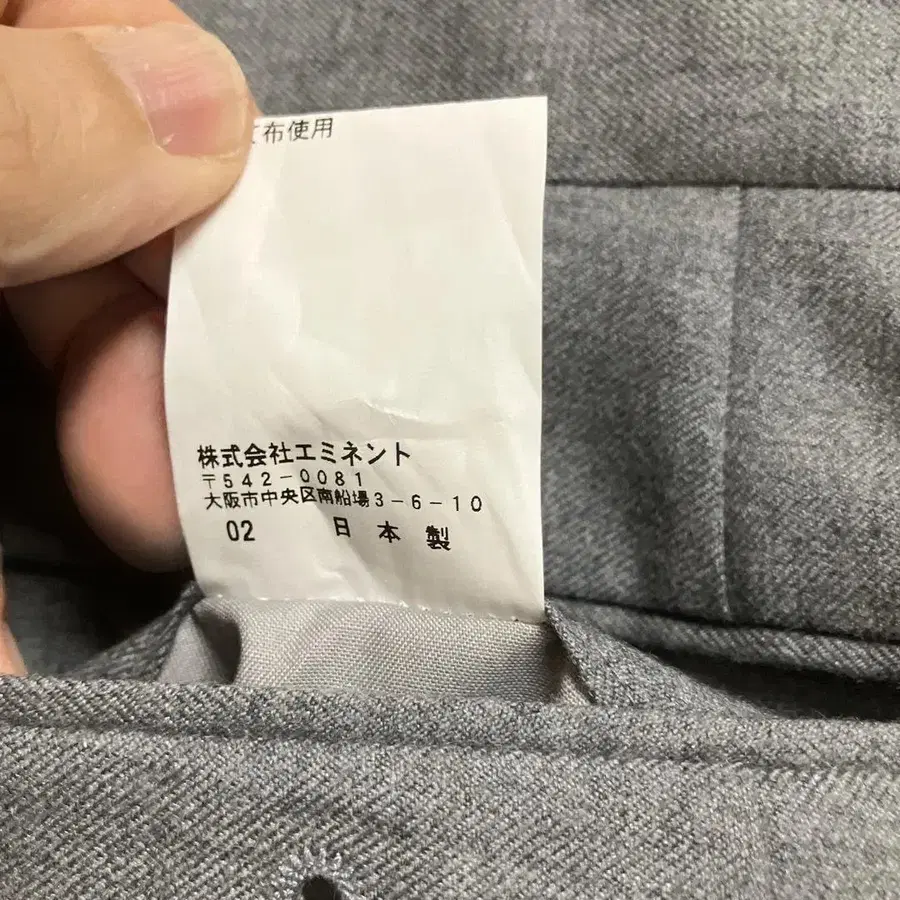 布使用
株式会社エミネント
〒542-0081
大阪市中央区南船場3-6-10
02 日本製